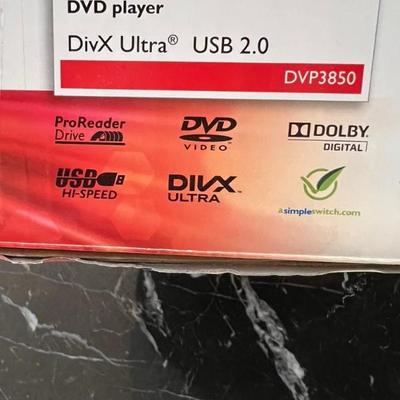 DVD player
DivX Ultra® USB 2.0
DVP3850
ProReader
Drive
DVD
VIDEO
DOLBY
DIGITAL
USB
HI-SPEED
DIVX™
ULTRA
asimpleswitch.com